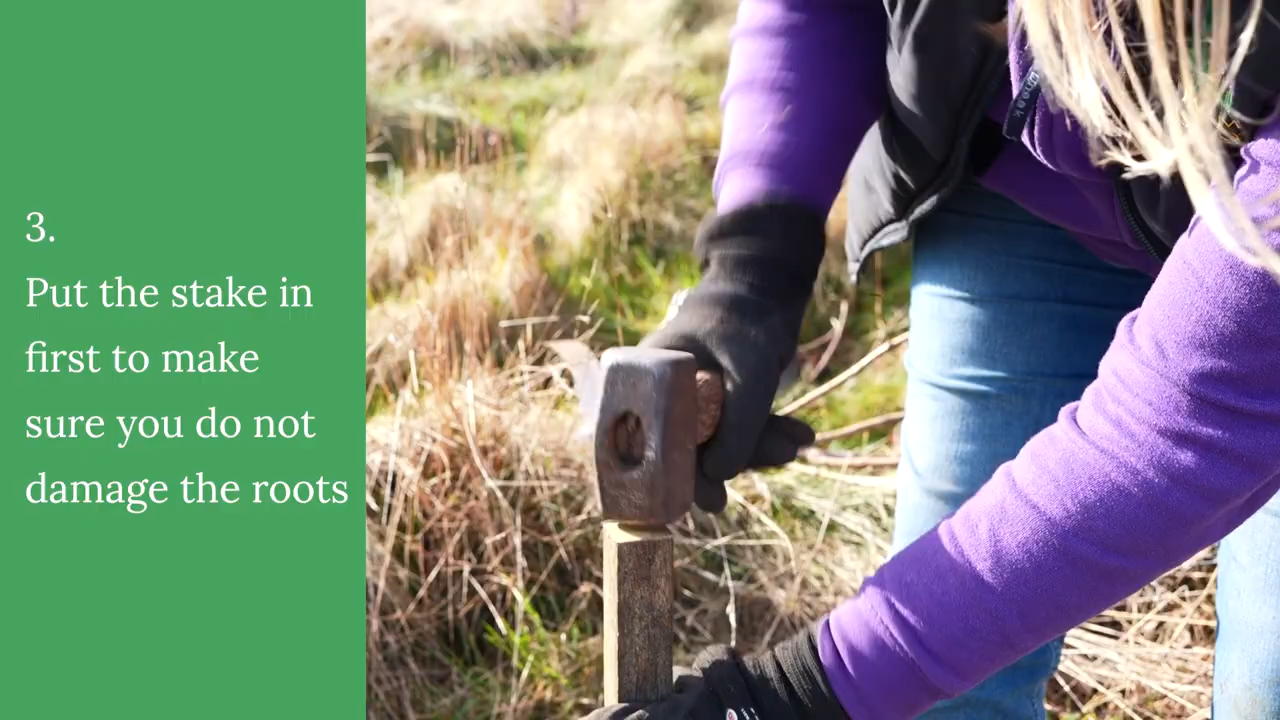 3.
Put the stake in
first to make
sure you do not
damage the roots